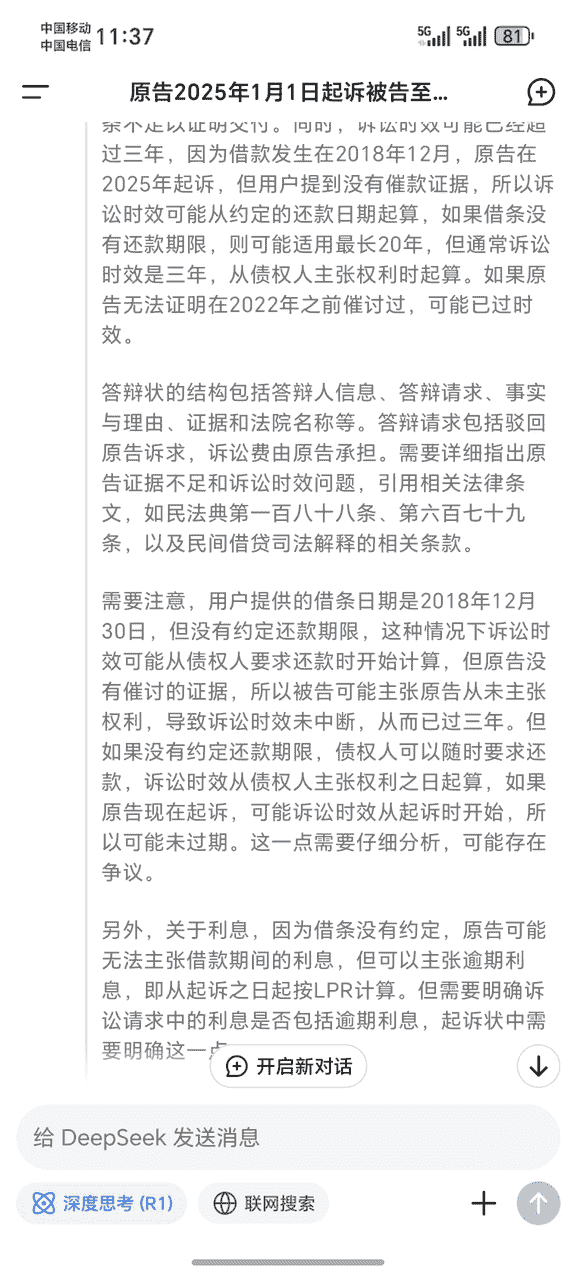 中国移动
中国电信 11:37 5G 5G 81
原告2025年1月1日起诉被告至...
条不足以证明交付。同时，诉讼时效可能已经超
过三年，因为借款发生在2018年12月，原告在
2025年起诉，但用户提到没有催款证据，所以诉
讼时效可能从约定的还款日期起算，如果借条没
有还款期限，则可能适用最长20年，但通常诉讼
时效是三年，从债权人主张权利时起算。如果原
告无法证明在2022年之前催讨过，可能已过时
效。
答辩状的结构包括答辩人信息、答辩请求、事实
与理由、证据和法院名称等。答辩请求包括驳回
原告诉求，诉讼费由原告承担。需要详细指出原
告证据不足和诉讼时效问题，引用相关法律条
文，如民法典第一百八十八条、第六百七十九
条，以及民间借贷司法解释的相关条款。
需要注意，用户提供的借条日期是2018年12月
30日，但没有约定还款期限，这种情况下诉讼时
效可能从债权人要求还款时开始计算，但原告没
有催讨的证据，所以被告可能主张原告从未主张
权利，导致诉讼时效未中断，从而已过三年。但
如果没有约定还款期限，债权人可以随时要求还
款，诉讼时效从债权人主张权利之日起算，如果
原告现在起诉，可能诉讼时效从起诉时开始，所
以可能未过期。这一点需要仔细分析，可能存在
争议。
另外，关于利息，因为借条没有约定，原告可能
无法主张借款期间的利息，但可以主张逾期利
息，即从起诉之日起按LPR计算。但需要明确诉
讼请求中的利息是否包括逾期利息，起诉状中需
要明确这一点
开启新对话
给 DeepSeek 发送消息
深度思考 (R1) 联网搜索